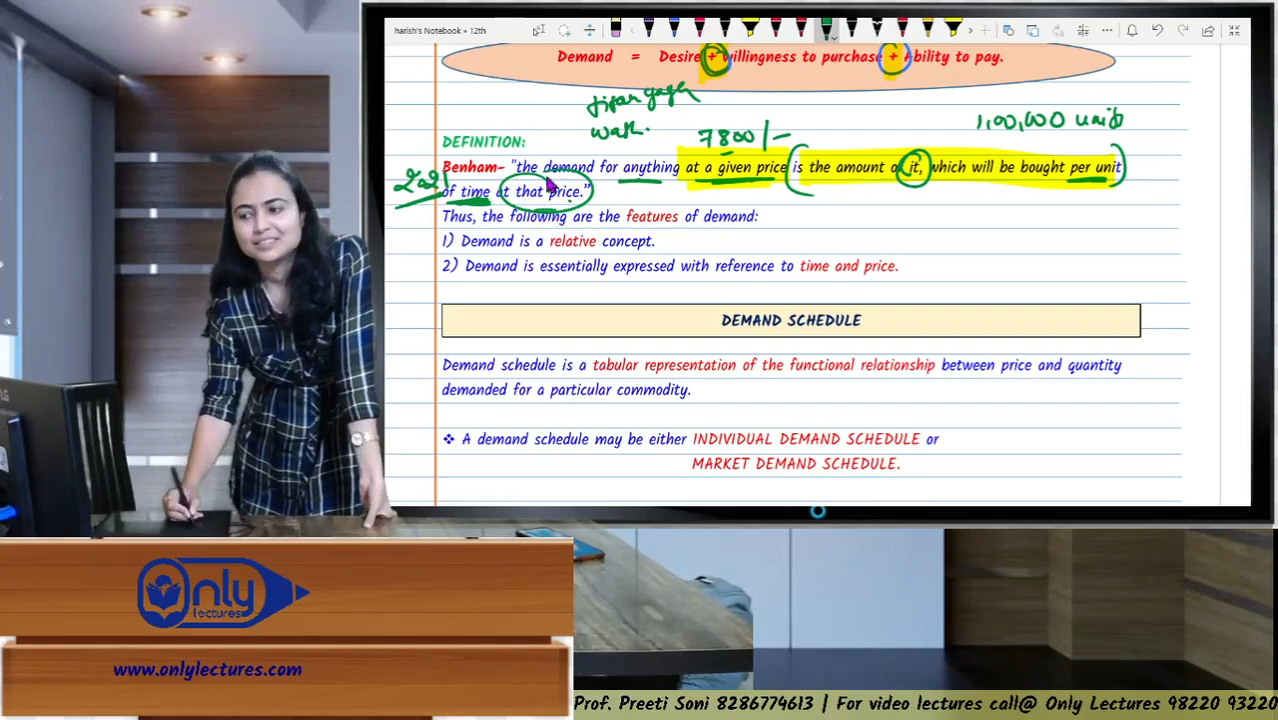 harish's Notebook » 12th
Demand = Desire + willingness to purchase + Ability to pay.
wat
7800/-
1,00,000 units
DEFINITION:
Benham- "the demand for anything at a given price is the amount of it, which will be bought per unit
2021
of time at that price."
Thus, the following are the features of demand:
1) Demand is a relative concept.
2) Demand is essentially expressed with reference to time and price.
DEMAND SCHEDULE
Demand schedule is a tabular representation of the functional relationship between price and quantity
demanded for a particular commodity.
❖ A demand schedule may be either INDIVIDUAL DEMAND SCHEDULE or
MARKET DEMAND SCHEDULE.
Only
Lectures
www.onlylectures.com
Prof. Preeti Soni 8286774613 | For video lectures call@ Only Lectures 98220 93220